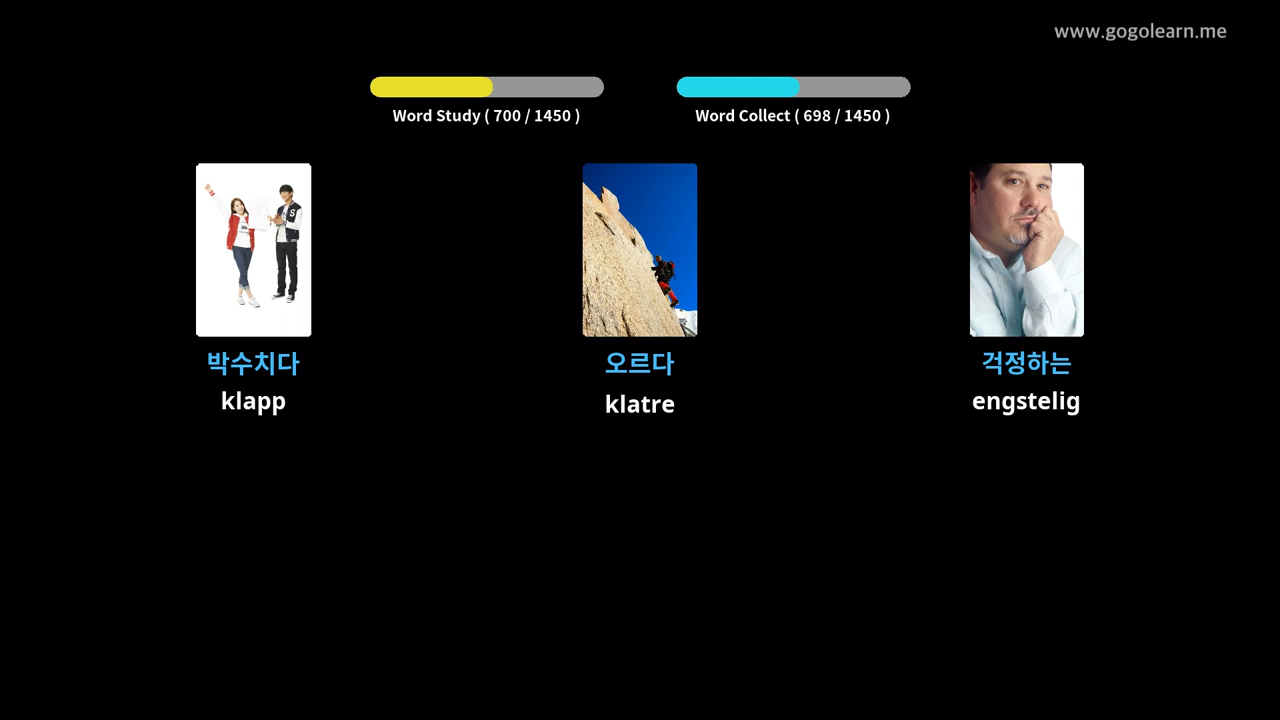 www.gogolearn.me
Word Study ( 700 / 1450 )
Word Collect ( 698 / 1450 )
박수치다
오르다
걱정하는
klapp
klatre
engstelig